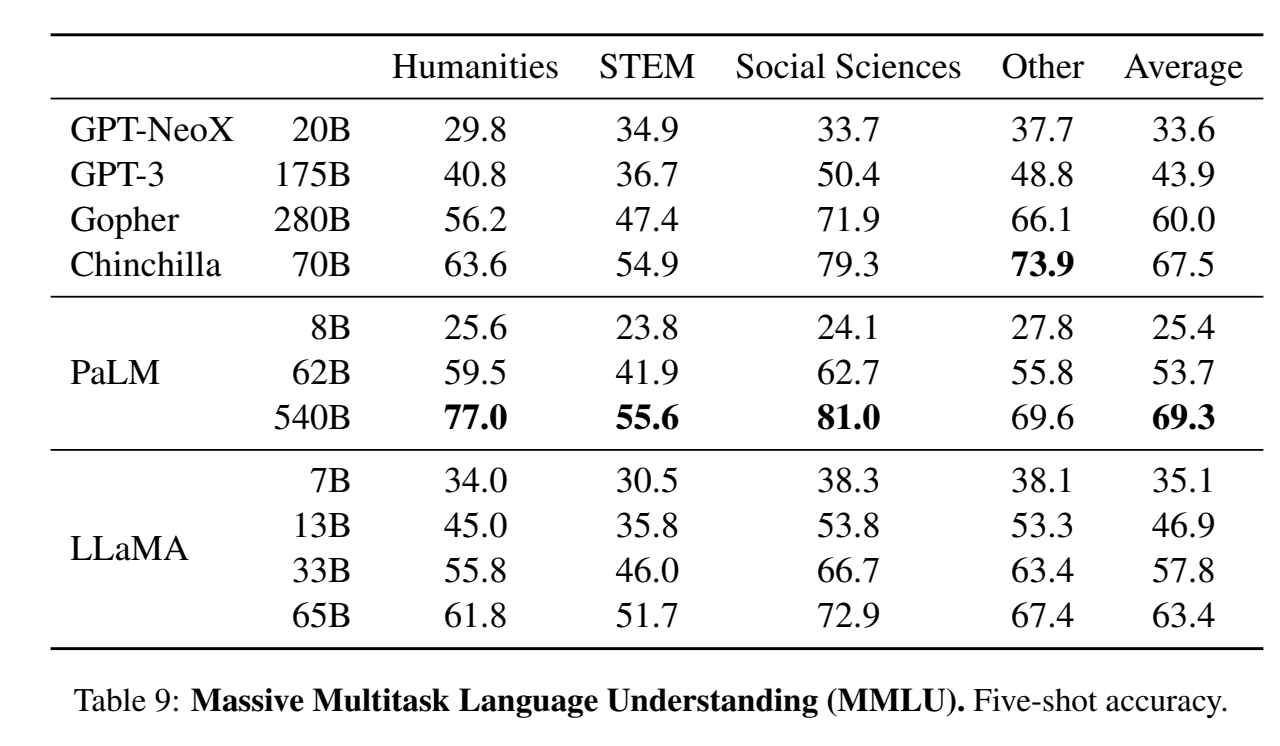 Humanities STEM Social Sciences Other Average
GPT-NeoX 20B 29.8 34.9 33.7 37.7 33.6
GPT-3 175B 40.8 36.7 50.4 48.8 43.9
Gopher 280B 56.2 47.4 71.9 66.1 60.0
Chinchilla 70B 63.6 54.9 79.3 73.9 67.5
8B 25.6 23.8 24.1 27.8 25.4
PaLM 62B 59.5 41.9 62.7 55.8 53.7
540B 77.0 55.6 81.0 69.6 69.3
7B 34.0 30.5 38.3 38.1 35.1
13B 45.0 35.8 53.8 53.3 46.9
LLaMA
33B 55.8 46.0 66.7 63.4 57.8
65B 61.8 51.7 72.9 67.4 63.4
Table 9: Massive Multitask Language Understanding (MMLU). Five-shot accuracy.